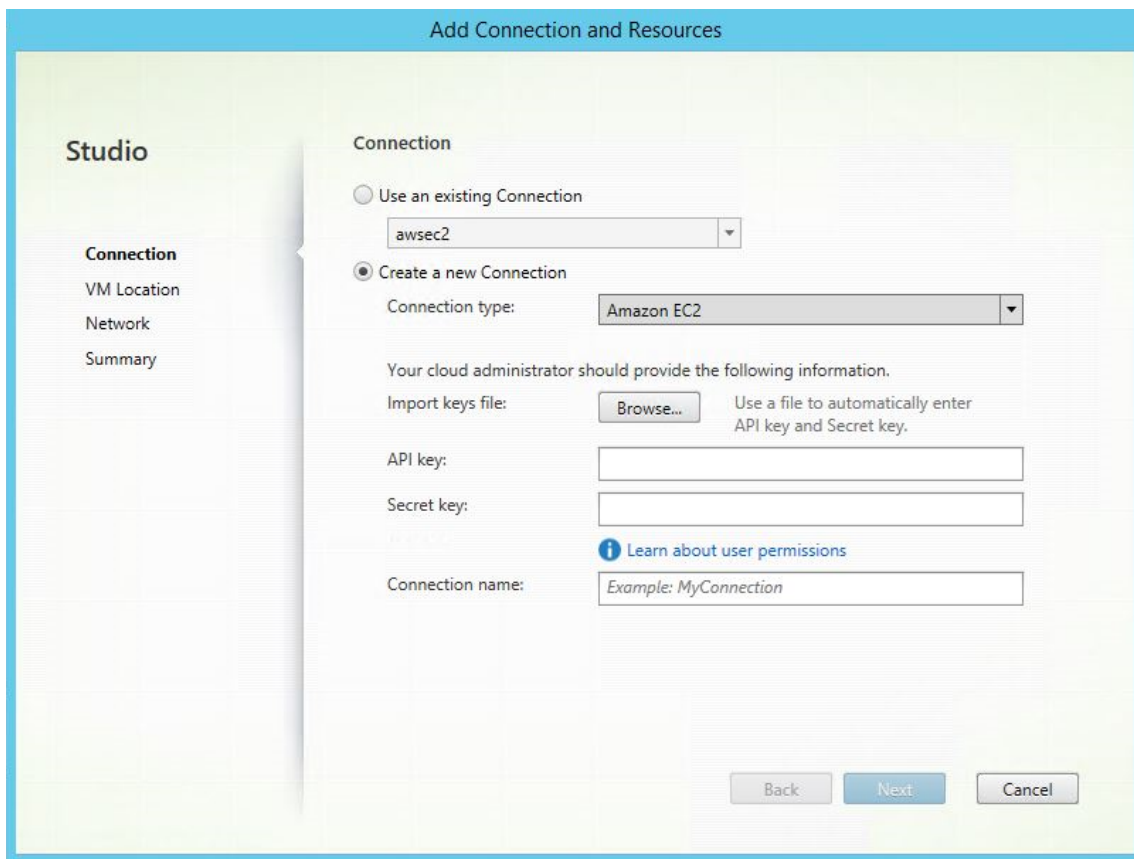 Add Connection and Resources
Studio
Connection
VM Location
Network
Summary
Connection
Use an existing Connection
awsec2
Create a new Connection
Connection type: Amazon EC2
Your cloud administrator should provide the following information.
Import keys file: Browse... Use a file to automatically enter
API key and Secret key.
API key:
Secret key:
Learn about user permissions
Connection name: Example: MyConnection
Back Next Cancel